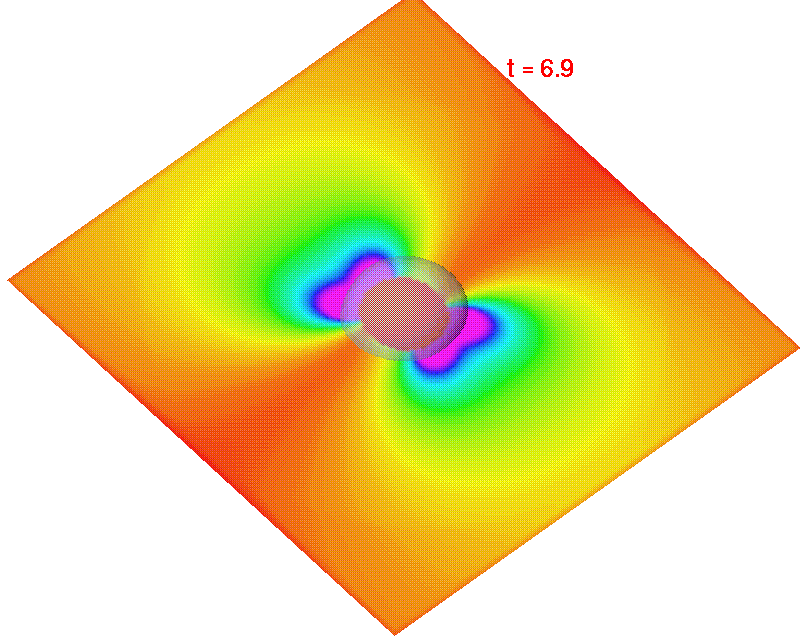 t = 6.9